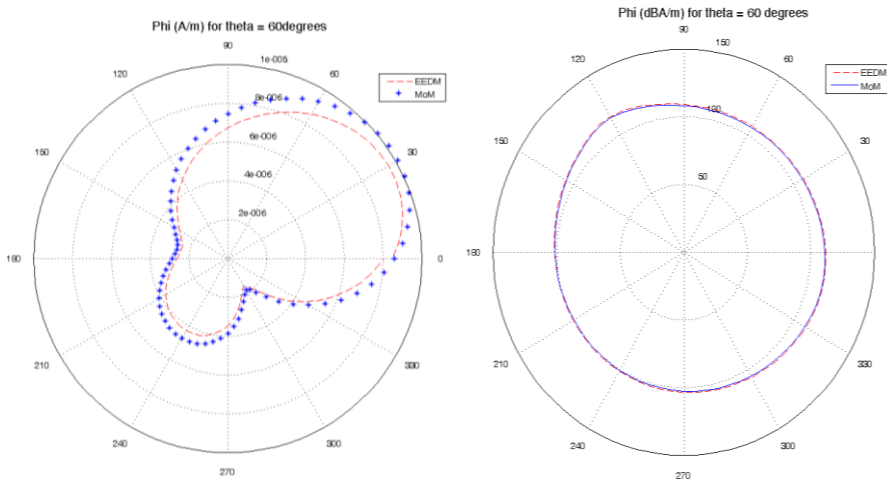 Phi (A/m) for theta = 60degrees
90
1e-005
120
60
EEDM
MoM
8e-006
6e-006
150
30
4e-006
2e-006
180
0
210
330
240
300
270
Phi (dBA/m) for theta = 60 degrees
90
150
120
60
EEDM
MoM
100
150
30
50
180
0
210
330
240
300
270